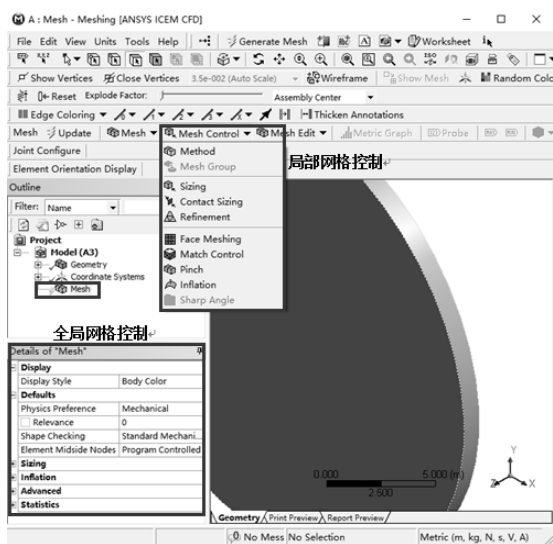 A : Mesh - Meshing [ANSYS ICEM CFD]
File Edit View Units Tools Help Generate Mesh Worksheet
Show Vertices Close Vertices 3.5e-002 (Auto Scale) Wireframe Show Mesh Random Colo
Reset Explode Factor: Assembly Center
Edge Coloring Thicken Annotations
Mesh Update Mesh Mesh Control Mesh Edit Metric Graph Probe
Joint Configure
Method
局部网格控制
Element Orientation Display
Mesh Group
Outline
Sizing
Filter: Name
Contact Sizing
Refinement
Project
Face Meshing
Model (A3)
Match Control
Geometry
Pinch
Coordinate Systems
Inflation
Mesh
Sharp Angle
全局网格控制
Details of "Mesh"
Display
Display Style Body Color
Defaults
Physics Preference Mechanical
Relevance 0
Shape Checking Standard Mechani...
Element Midside Nodes Program Controlled
Sizing
Inflation
Advanced
Statistics
0.000 5.000 (m)
2.500
Y
Z X
Geometry Print Preview Report Preview
0 No Mess No Selection Metric (m, kg, N, s, V, A)